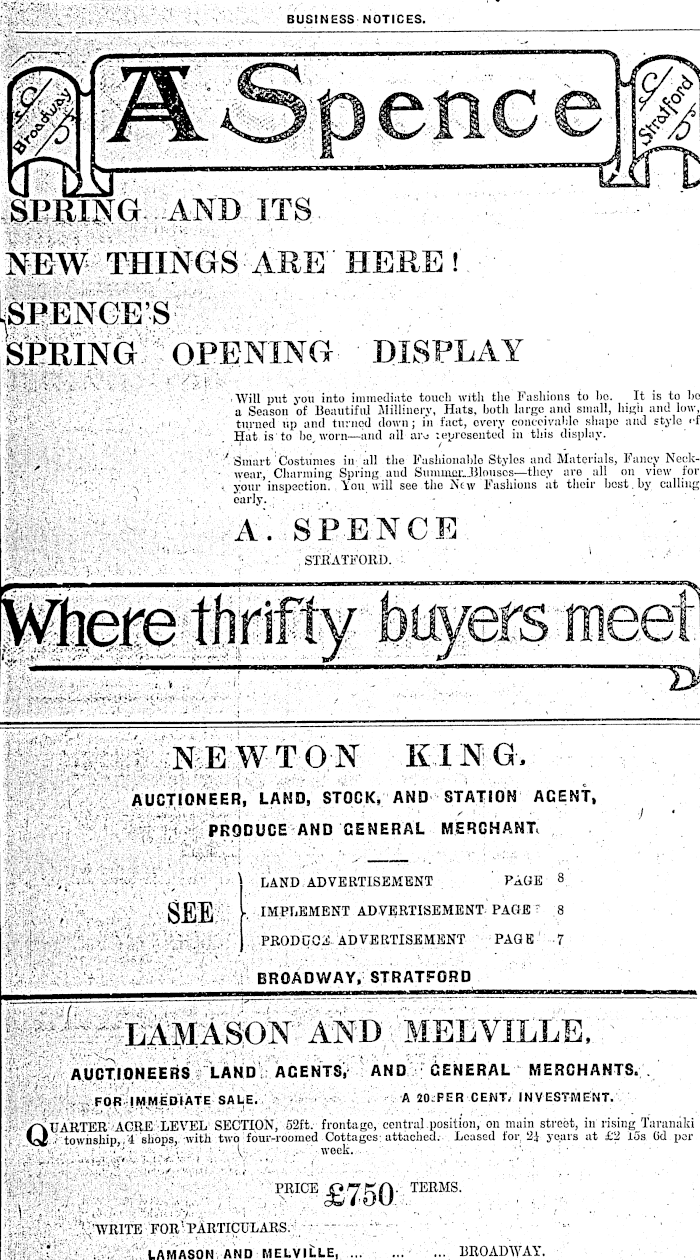 BUSINESS NOTICES.
Broadway
A Spence
Stratford
SPRING AND ITS
NEW THINGS ARE HERE!
SPENCE'S
SPRING OPENING DISPLAY
Will put you into immediate touch with the Fashions to be. It is to be
a Season of Beautiful Millinery, Hats, both large and small, high and low,
turned up and turned down; in fact, every conceivable shape and style of
Hat is to be worn—and all are represented in this display.
Smart Costumes in all the Fashionable Styles and Materials, Fancy Neck-
wear, Charming Spring and Summer Blouses—they are all on view for
your inspection. You will see the New Fashions at their best by calling
early.
A. SPENCE
STRATFORD.
Where thrifty buyers meet
NEWTON KING.
AUCTIONEER, LAND, STOCK, AND STATION AGENT,
PRODUCE AND GENERAL MERCHANT.
SEE
LAND ADVERTISEMENT PAGE 8
IMPLEMENT ADVERTISEMENT PAGE 8
PRODUCE ADVERTISEMENT PAGE 7
BROADWAY, STRATFORD
LAMASON AND MELVILLE,
AUCTIONEERS LAND AGENTS, AND GENERAL MERCHANTS.
FOR IMMEDIATE SALE. A 20 PER CENT. INVESTMENT.
QUARTER ACRE LEVEL SECTION, 52ft. frontage, central position, on main street, in rising Taranaki
township, 4 shops, with two four-roomed Cottages attached. Leased for 2½ years at £2 15s 6d per
week.
PRICE £750 TERMS.
WRITE FOR PARTICULARS.
LAMASON AND MELVILLE, ... ... ... BROADWAY.